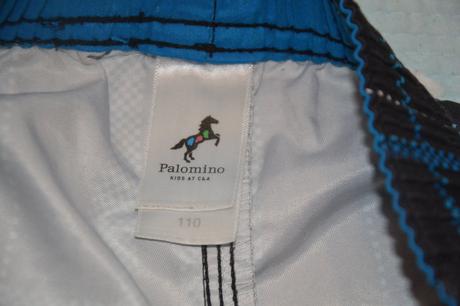 Palomino
KIDS AT C&A
110